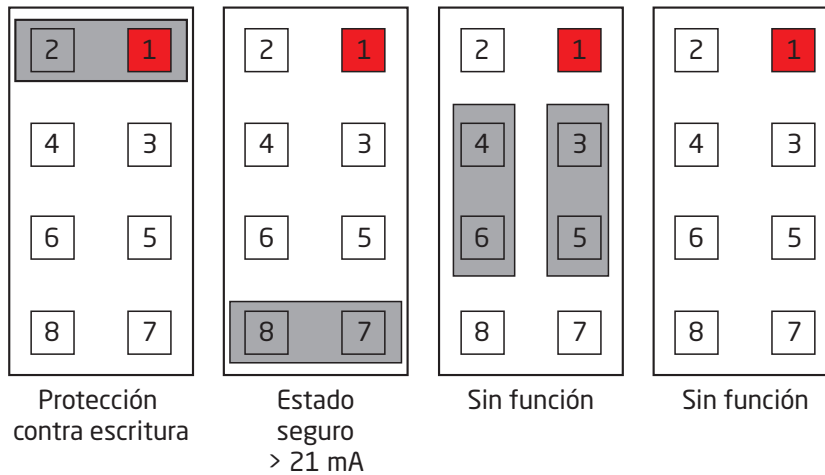 2 1 2 1 2 1 2 1
4 3 4 3 4 3 4 3
6 5 6 5 6 5 6 5
8 7 8 7 8 7 8 7
Protección
contra escritura
Estado
seguro
> 21 mA
Sin función
Sin función